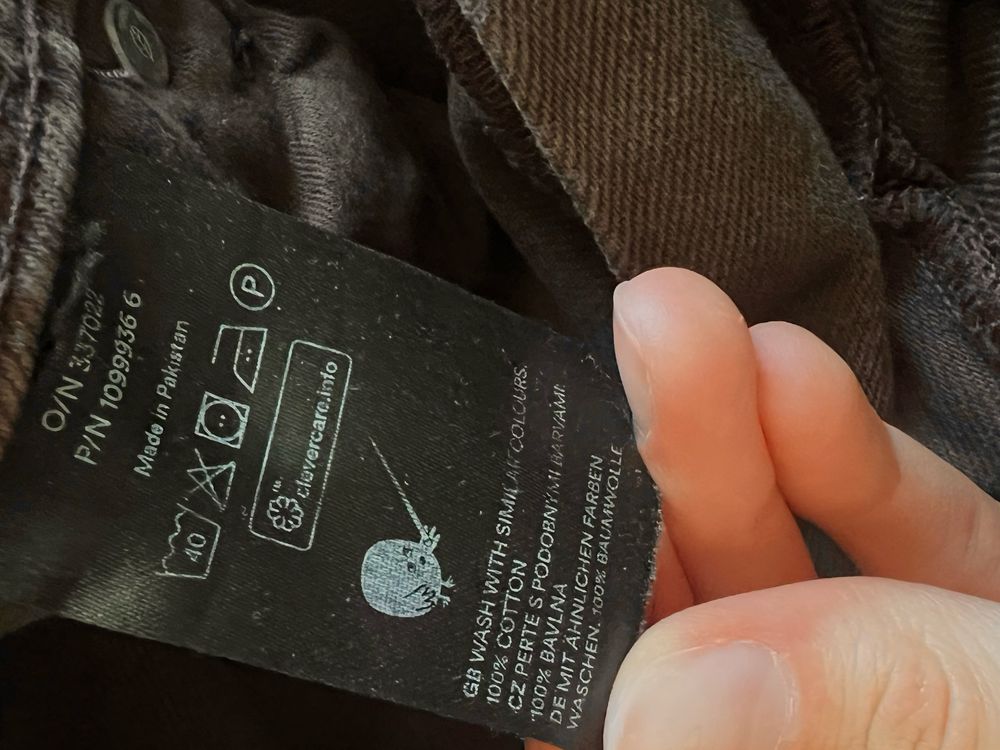 O/N 337022
P/N 1099936 6
Made in Pakistan
40
P
clevercare.info
GB WASH WITH SIMILAR COLOURS.
100% COTTON
CZ PERTE S PODOBNÝMI BARVAMI
100% BAVLNA
DE MIT ÄHNLICHEN FARBEN
WASCHEN. 100% BAUMWOLLE